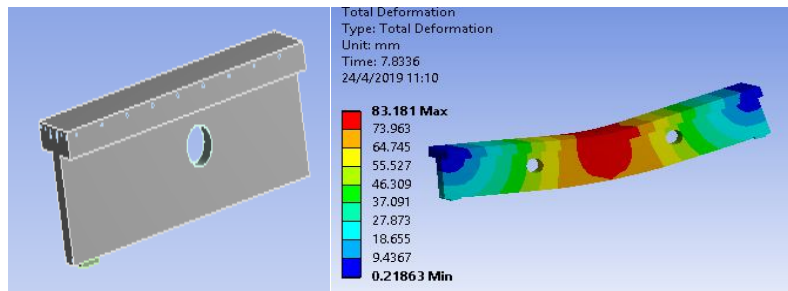 Total Deformation
Type: Total Deformation
Unit: mm
Time: 7.8336
24/4/2019 11:10
83.181 Max
73.963
64.745
55.527
46.309
37.091
27.873
18.655
9.4367
0.21863 Min